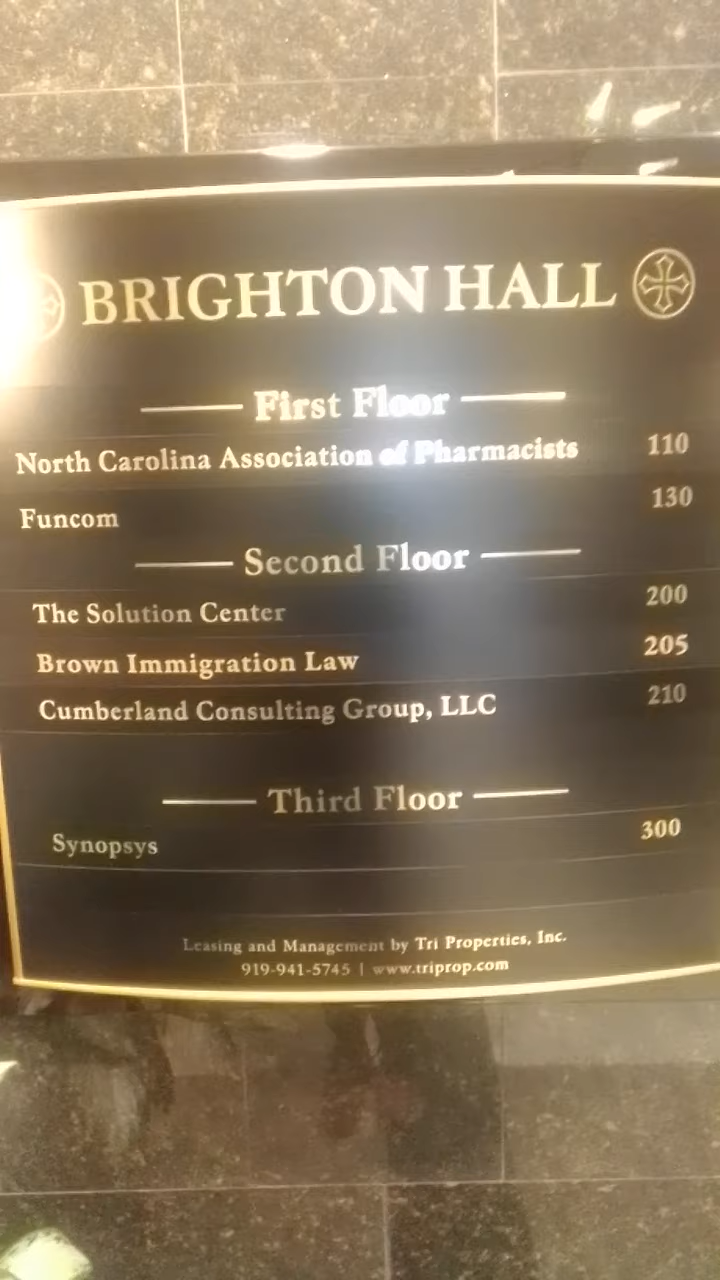 BRIGHTON HALL
First Floor
North Carolina Association of Pharmacists 110
Funcom 130
Second Floor
The Solution Center 200
Brown Immigration Law 205
Cumberland Consulting Group, LLC 210
Third Floor
Synopsys 300
Leasing and Management by Tri Properties, Inc.
919-941-5745 | www.triprop.com